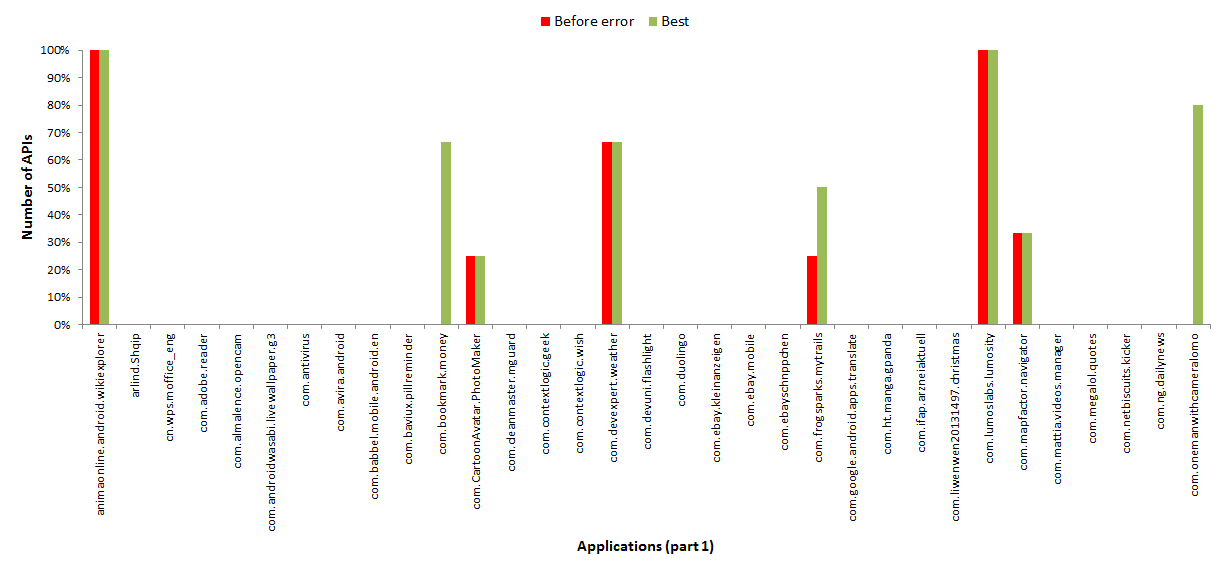 Before error Best
100%
90%
80%
70%
60%
50%
40%
30%
20%
10%
0%
Number of APIs
animaonline.android.wikiexplorer
arlind.Shqip
cn.wps.moffice_eng
com.adobe.reader
com.almalence.opencam
com.androidwasabi.livewallpaper.g3
com.antivirus
com.avira.android
com.babbel.mobile.android.en
com.baviux.pillreminder
com.bookmark.money
com.CartoonAvatar.PhotoMaker
com.cleanmaster.mguard
com.contextlogic.geek
com.contextlogic.wish
com.devexpert.weather
com.devuni.flashlight
com.duolingo
com.ebay.kleinanzeigen
com.ebay.mobile
com.ebayschnppchen
com.frogsparks.mytrails
com.google.android.apps.translate
com.ht.manga.gpanda
com.ifap.arzneiaktuell
com.liwenwen20131497.christmas
com.lumoslabs.lumosity
com.mapfactor.navigator
com.mattia.videos.manager
com.megalol.quotes
com.netbiscuits.kicker
com.ng.dailynews
com.onemanwithcameralomo
Applications (part 1)